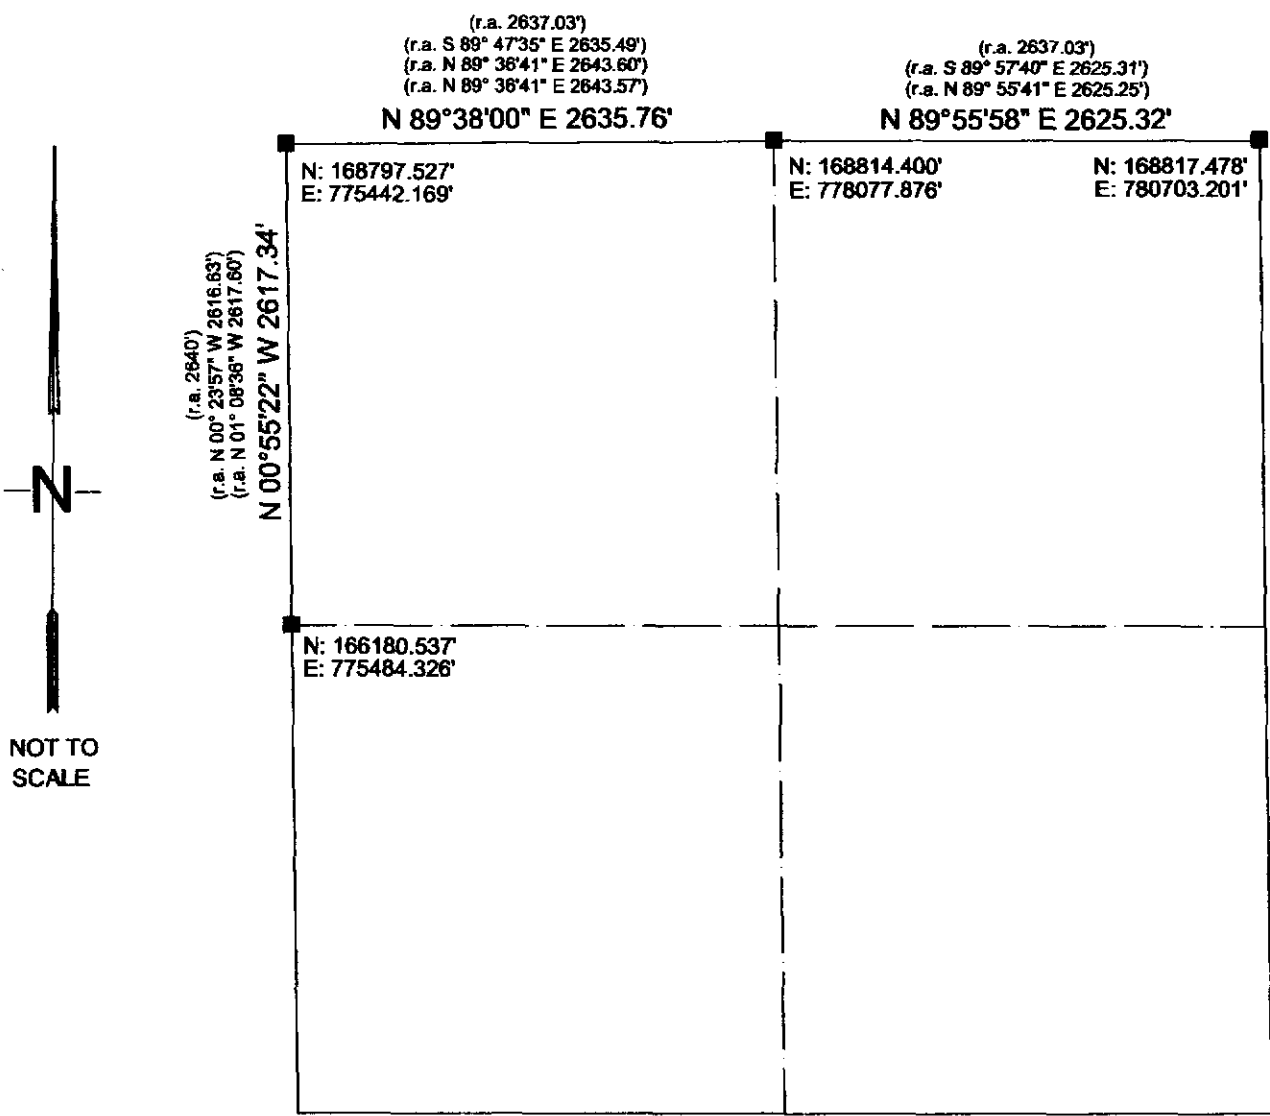 (r.a. 2637.03')
(r.a. S 89° 47'35" E 2635.49')
(r.a. N 89° 36'41" E 2643.60')
(r.a. N 89° 36'41" E 2643.57')
N 89°38'00" E 2635.76'
(r.a. 2637.03')
(r.a. S 89° 57'40" E 2625.31')
(r.a. N 89° 55'41" E 2625.25')
N 89°55'58" E 2625.32'
N: 168797.527'
E: 775442.169'
N: 168814.400'
E: 778077.876'
N: 168817.478'
E: 780703.201'
(r.a. 2640')
(r.a. N 00° 23'57" W 2616.63')
(r.a. N 01° 08'36" W 2617.60')
N 00°55'22" W 2617.34'
N
N: 166180.537'
E: 775484.326'
NOT TO
SCALE